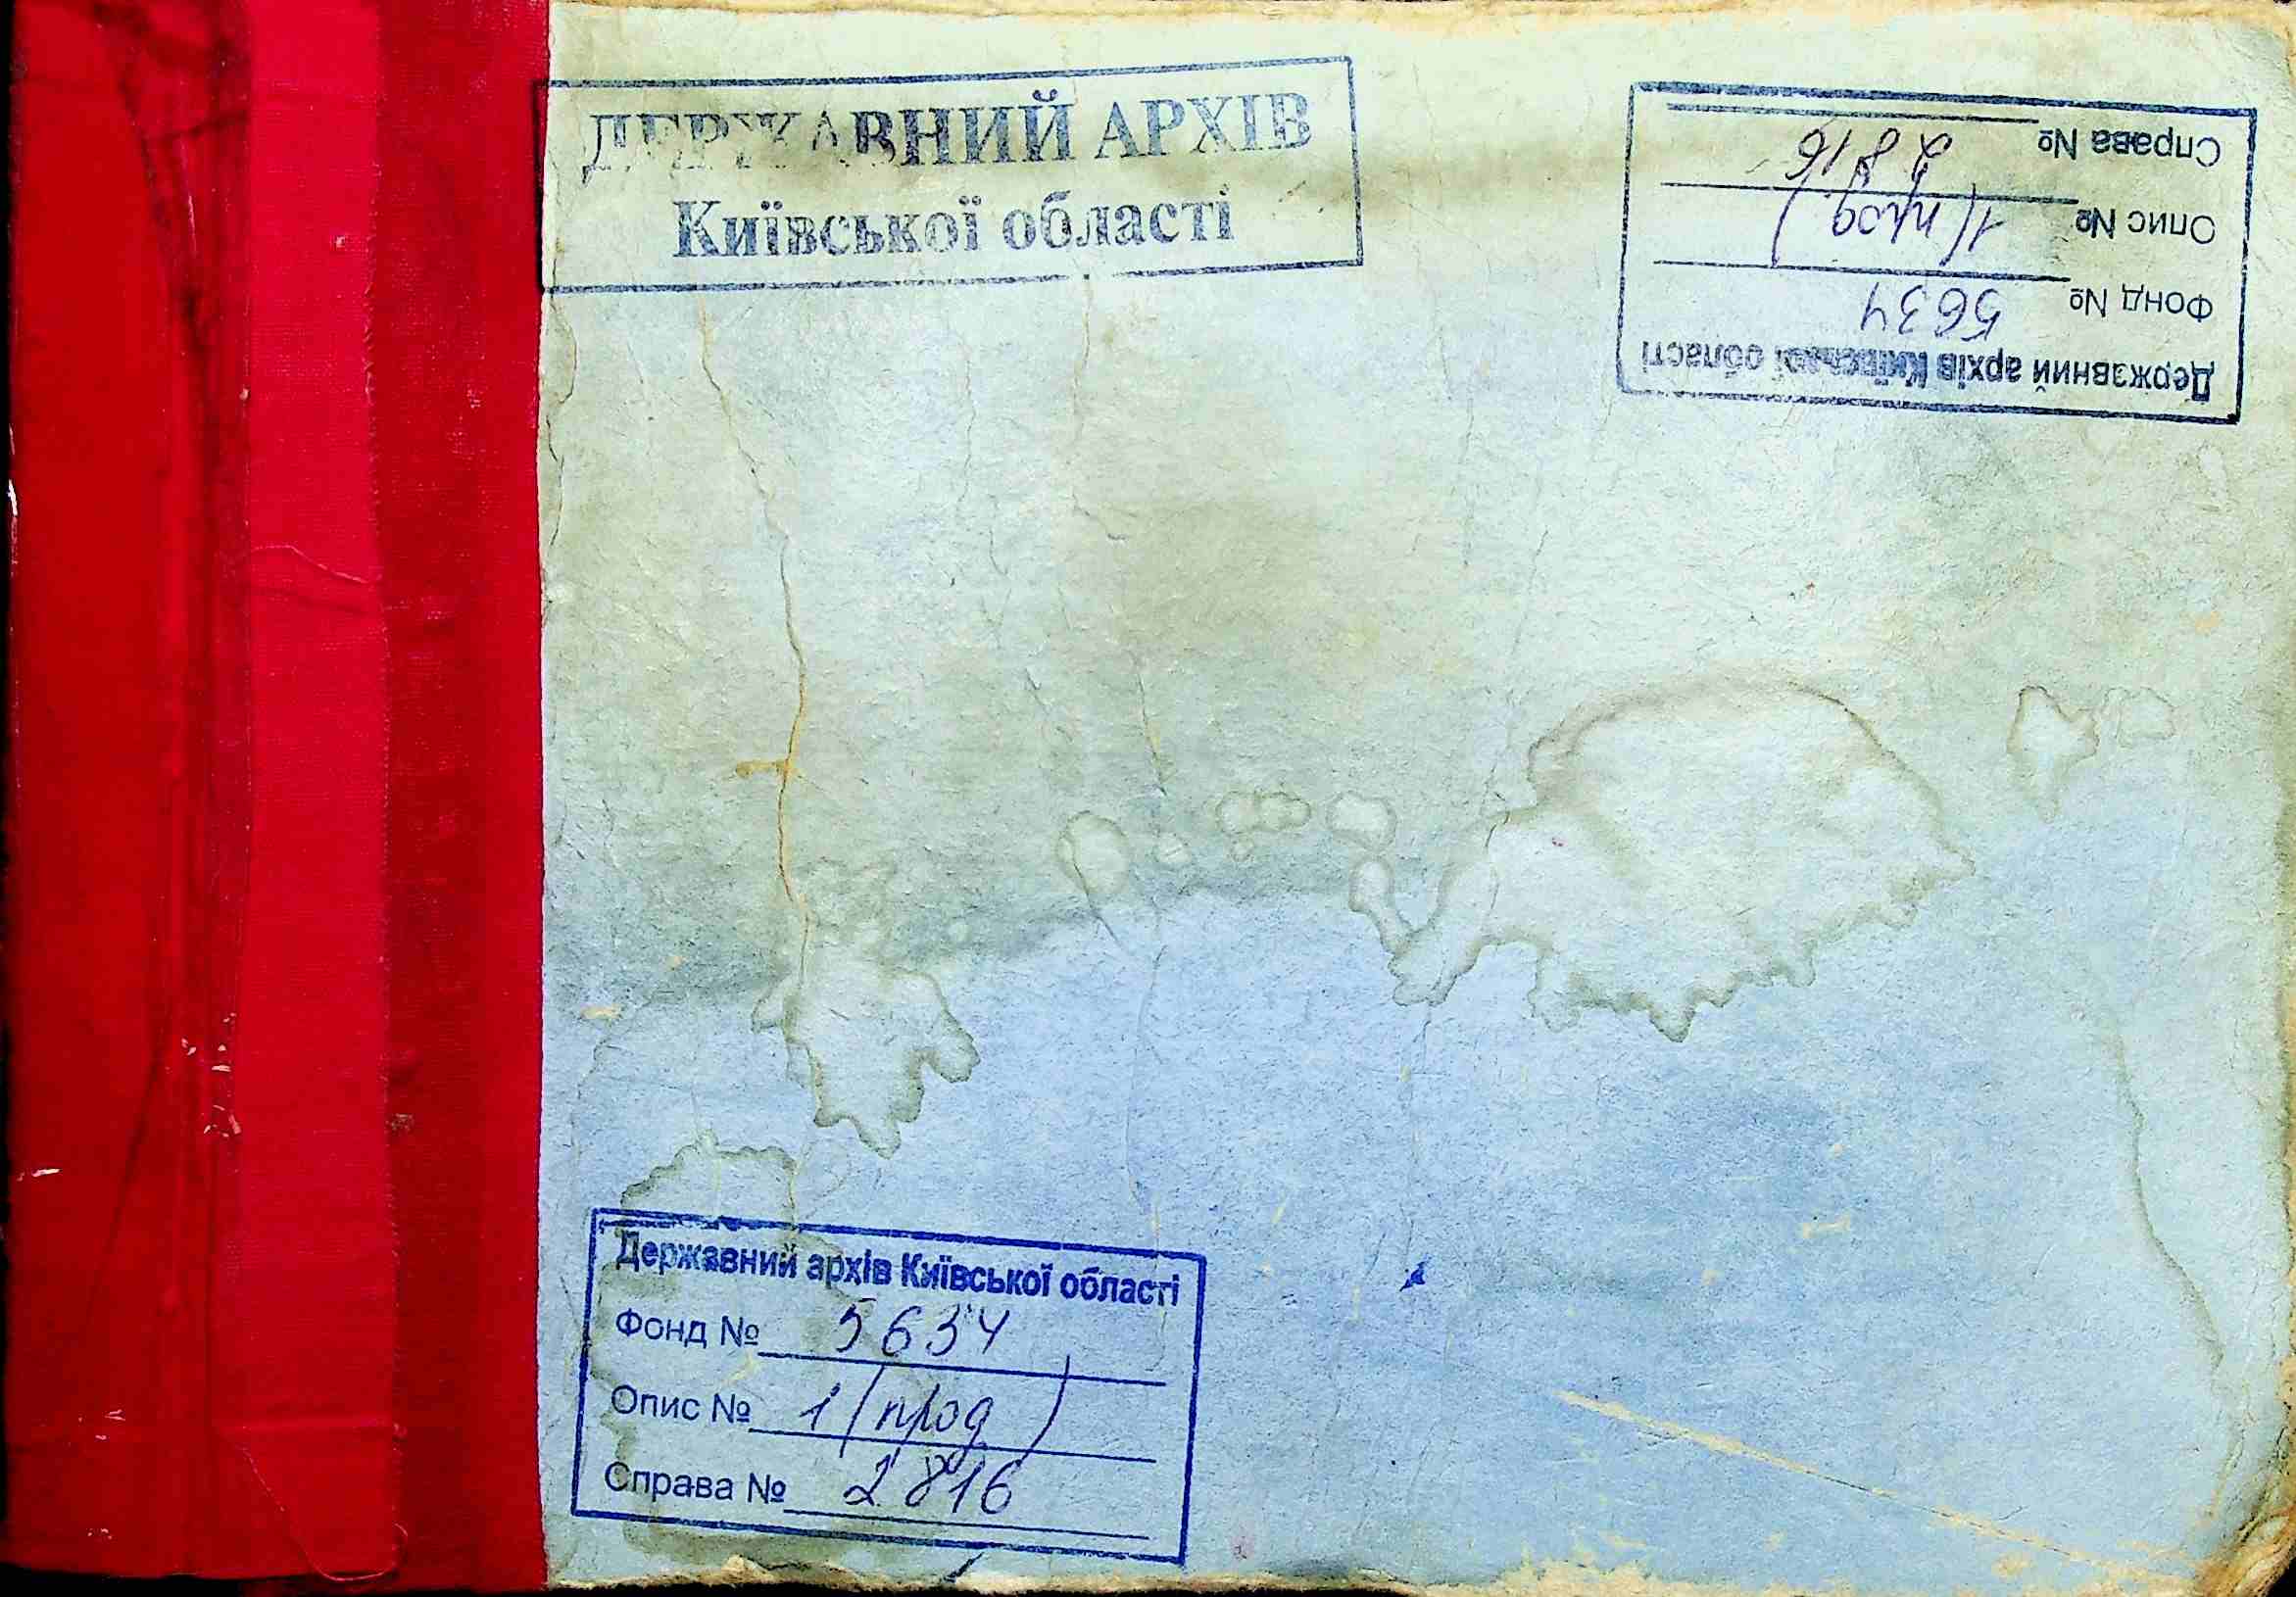 ДЕРЖАВНИЙ АРХІВ
Київської області
Державний архів Київської області
Фонд № 5634
Опис № 1 (прод)
Справа № 2816
Державний архів Київської області
Фонд № 5634
Опис № 1 (прод)
Справа № 2816